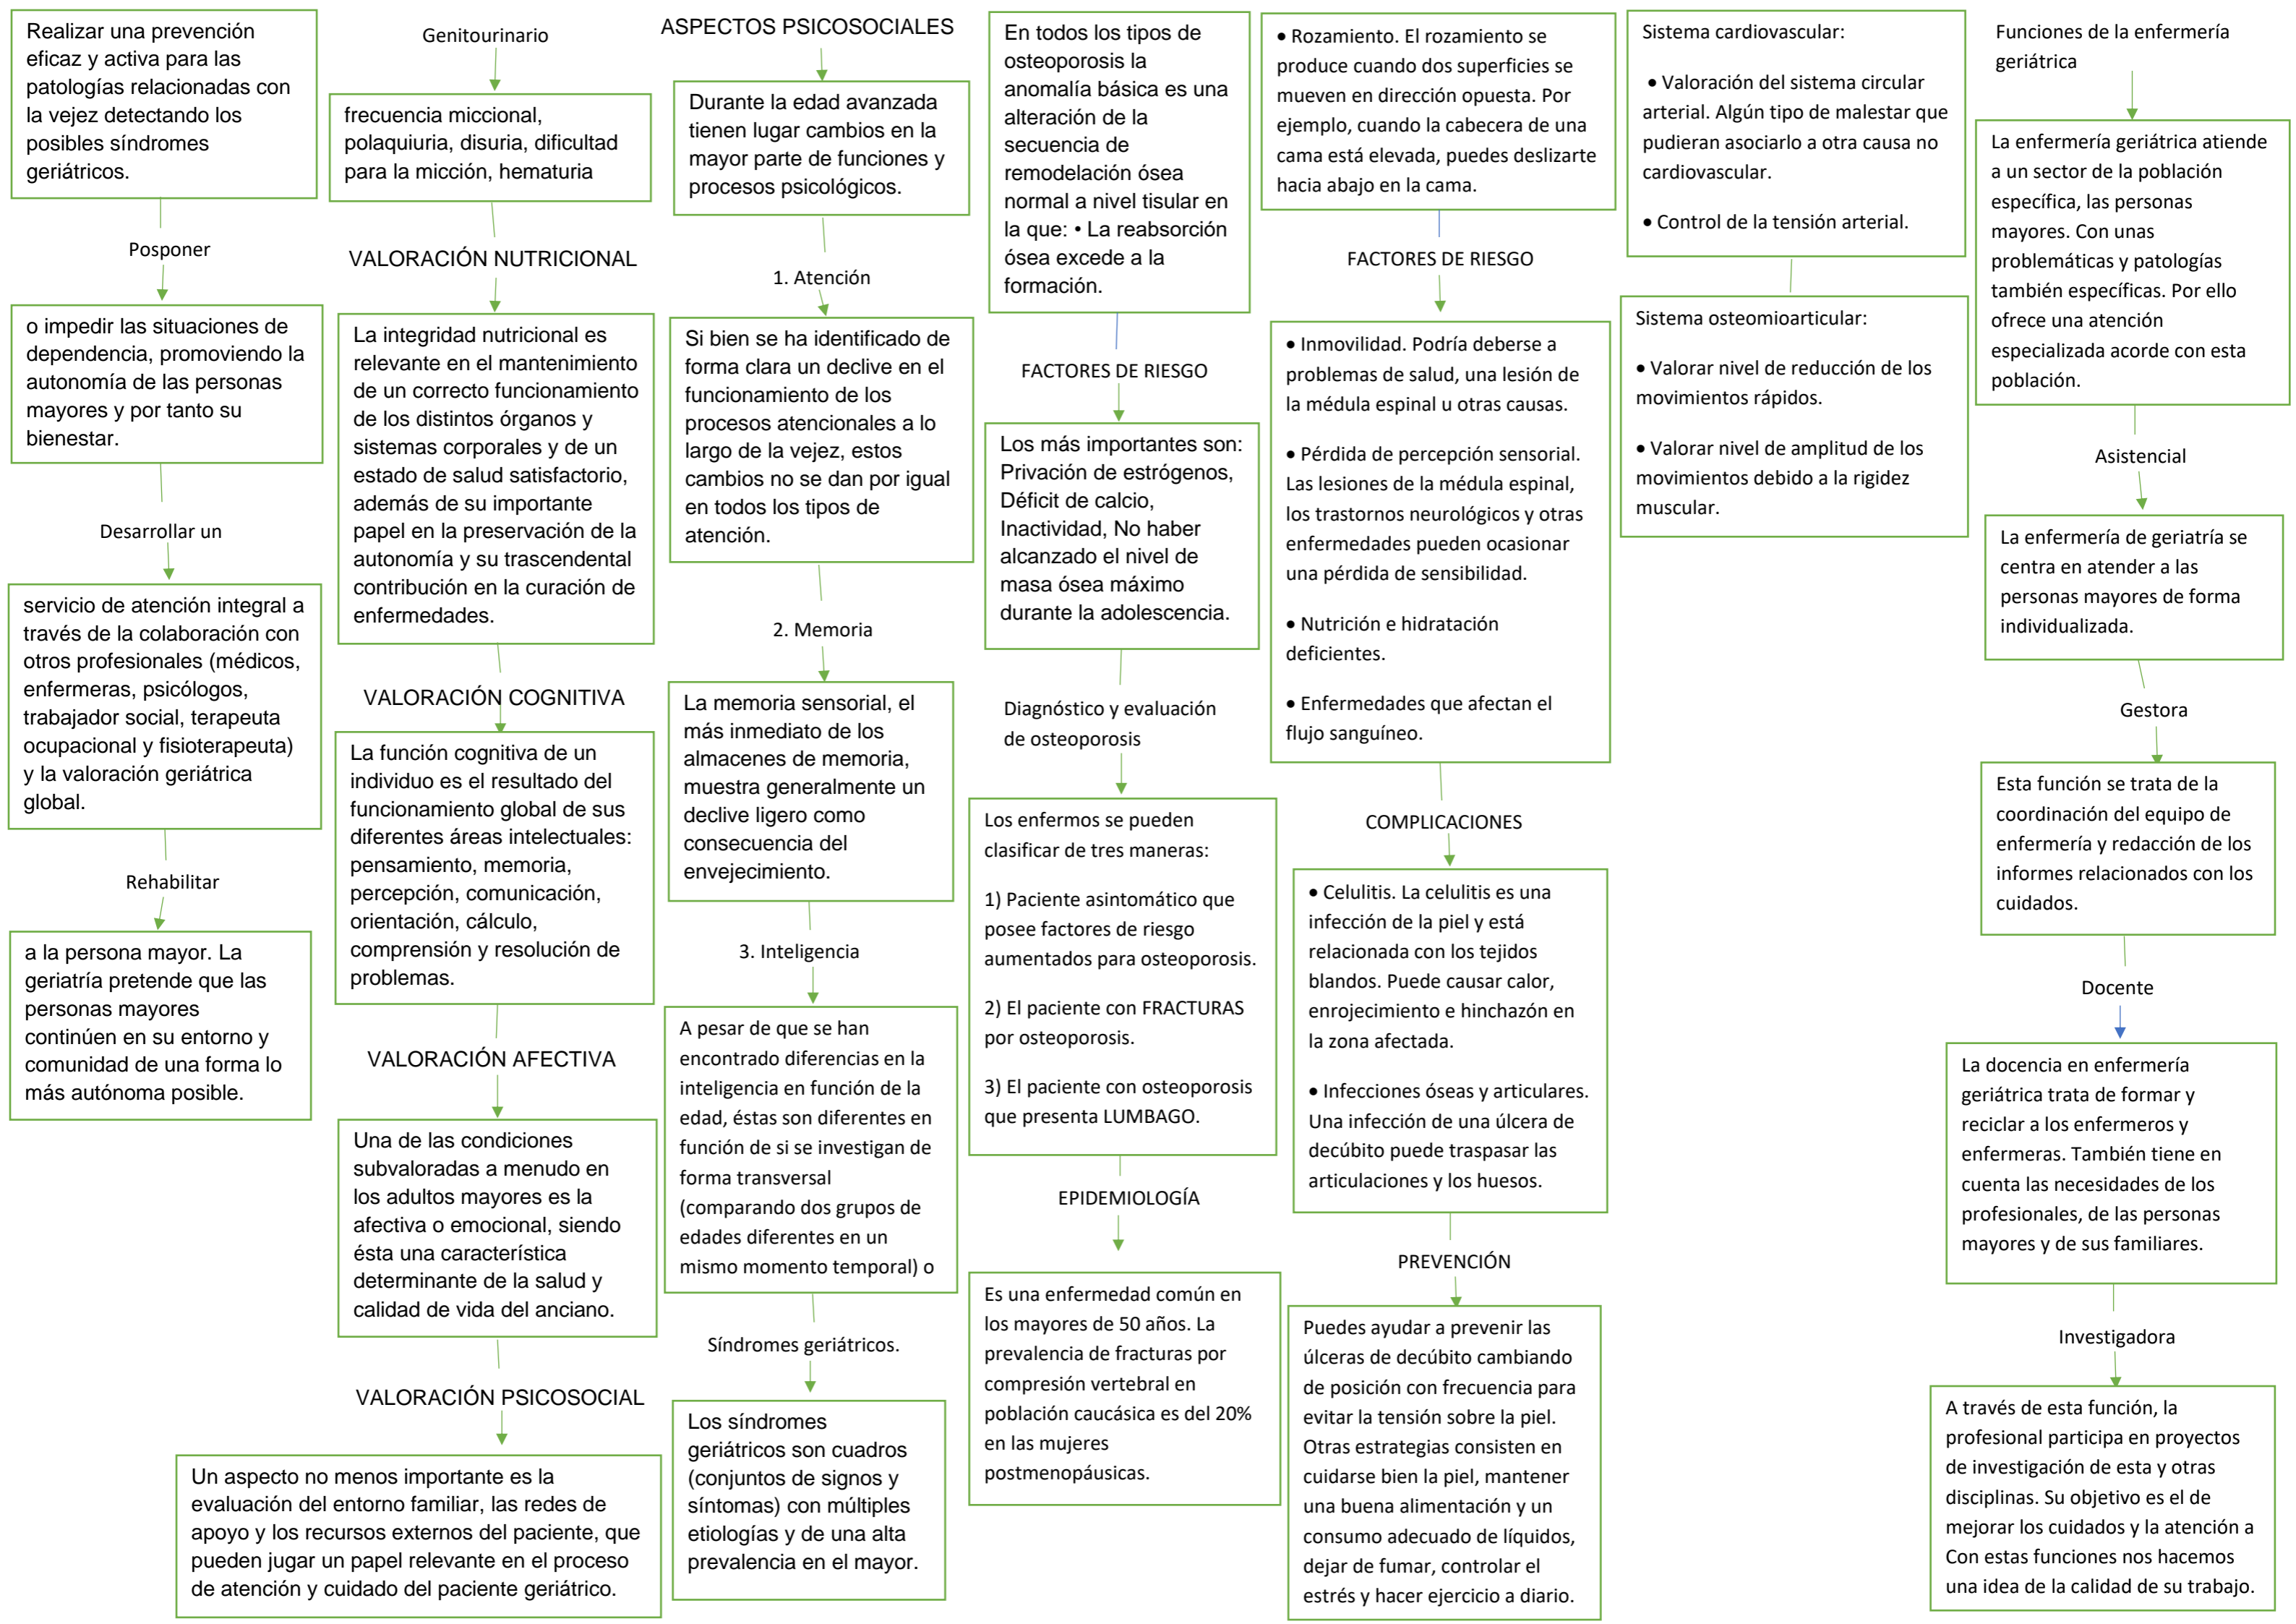 Realizar una prevención
eficaz y activa para las
patologías relacionadas con
la vejez detectando los
posibles síndromes
geriátricos.
Posponer
o impedir las situaciones de
dependencia, promoviendo la
autonomía de las personas
mayores y por tanto su
bienestar.
Desarrollar un
servicio de atención integral a
través de la colaboración con
otros profesionales (médicos,
enfermeras, psicólogos,
trabajador social, terapeuta
ocupacional y fisioterapeuta)
y la valoración geriátrica
global.
Rehabilitar
a la persona mayor. La
geriatría pretende que las
personas mayores
continúen en su entorno y
comunidad de una forma lo
más autónoma posible.
Genitourinario
frecuencia miccional,
polaquiuria, disuria, dificultad
para la micción, hematuria
VALORACIÓN NUTRICIONAL
La integridad nutricional es
relevante en el mantenimiento
de un correcto funcionamiento
de los distintos órganos y
sistemas corporales y de un
estado de salud satisfactorio,
además de su importante
papel en la preservación de la
autonomía y su trascendental
contribución en la curación de
enfermedades.
VALORACIÓN COGNITIVA
La función cognitiva de un
individuo es el resultado del
funcionamiento global de sus
diferentes áreas intelectuales:
pensamiento, memoria,
percepción, comunicación,
orientación, cálculo,
comprensión y resolución de
problemas.
VALORACIÓN AFECTIVA
Una de las condiciones
subvaloradas a menudo en
los adultos mayores es la
afectiva o emocional, siendo
ésta una característica
determinante de la salud y
calidad de vida del anciano.
VALORACIÓN PSICOSOCIAL
Un aspecto no menos importante es la
evaluación del entorno familiar, las redes de
apoyo y los recursos externos del paciente, que
pueden jugar un papel relevante en el proceso
de atención y cuidado del paciente geriátrico.
ASPECTOS PSICOSOCIALES
Durante la edad avanzada
tienen lugar cambios en la
mayor parte de funciones y
procesos psicológicos.
1. Atención
Si bien se ha identificado de
forma clara un declive en el
funcionamiento de los
procesos atencionales a lo
largo de la vejez, estos
cambios no se dan por igual
en todos los tipos de
atención.
2. Memoria
La memoria sensorial, el
más inmediato de los
almacenes de memoria,
muestra generalmente un
declive ligero como
consecuencia del
envejecimiento.
3. Inteligencia
A pesar de que se han
encontrado diferencias en la
inteligencia en función de la
edad, éstas son diferentes en
función de si se investigan de
forma transversal
(comparando dos grupos de
edades diferentes en un
mismo momento temporal) o
Síndromes geriátricos.
Los síndromes
geriátricos son cuadros
(conjuntos de signos y
síntomas) con múltiples
etiologías y de una alta
prevalencia en el mayor.
En todos los tipos de
osteoporosis la
anomalía básica es una
alteración de la
secuencia de
remodelación ósea
normal a nivel tisular en
la que: • La reabsorción
ósea excede a la
formación.
FACTORES DE RIESGO
Los más importantes son:
Privación de estrógenos,
Déficit de calcio,
Inactividad, No haber
alcanzado el nivel de
masa ósea máximo
durante la adolescencia.
Diagnóstico y evaluación
de osteoporosis
Los enfermos se pueden
clasificar de tres maneras:
1) Paciente asintomático que
posee factores de riesgo
aumentados para osteoporosis.
2) El paciente con FRACTURAS
por osteoporosis.
3) El paciente con osteoporosis
que presenta LUMBAGO.
EPIDEMIOLOGÍA
Es una enfermedad común en
los mayores de 50 años. La
prevalencia de fracturas por
compresión vertebral en
población caucásica es del 20%
en las mujeres
postmenopáusicas.
• Rozamiento. El rozamiento se
produce cuando dos superficies se
mueven en dirección opuesta. Por
ejemplo, cuando la cabecera de una
cama está elevada, puedes deslizarte
hacia abajo en la cama.
FACTORES DE RIESGO
• Inmovilidad. Podría deberse a
problemas de salud, una lesión de
la médula espinal u otras causas.
• Pérdida de percepción sensorial.
Las lesiones de la médula espinal,
los trastornos neurológicos y otras
enfermedades pueden ocasionar
una pérdida de sensibilidad.
• Nutrición e hidratación
deficientes.
• Enfermedades que afectan el
flujo sanguíneo.
COMPLICACIONES
• Celulitis. La celulitis es una
infección de la piel y está
relacionada con los tejidos
blandos. Puede causar calor,
enrojecimiento e hinchazón en
la zona afectada.
• Infecciones óseas y articulares.
Una infección de una úlcera de
decúbito puede traspasar las
articulaciones y los huesos.
PREVENCIÓN
Puedes ayudar a prevenir las
úlceras de decúbito cambiando
de posición con frecuencia para
evitar la tensión sobre la piel.
Otras estrategias consisten en
cuidarse bien la piel, mantener
una buena alimentación y un
consumo adecuado de líquidos,
dejar de fumar, controlar el
estrés y hacer ejercicio a diario.
Sistema cardiovascular:
• Valoración del sistema circular
arterial. Algún tipo de malestar que
pudieran asociarlo a otra causa no
cardiovascular.
• Control de la tensión arterial.
Sistema osteomioarticular:
• Valorar nivel de reducción de los
movimientos rápidos.
• Valorar nivel de amplitud de los
movimientos debido a la rigidez
muscular.
Funciones de la enfermería
geriátrica
La enfermería geriátrica atiende
a un sector de la población
específica, las personas
mayores. Con unas
problemáticas y patologías
también específicas. Por ello
ofrece una atención
especializada acorde con esta
población.
Asistencial
La enfermería de geriatría se
centra en atender a las
personas mayores de forma
individualizada.
Gestora
Esta función se trata de la
coordinación del equipo de
enfermería y redacción de los
informes relacionados con los
cuidados.
Docente
La docencia en enfermería
geriátrica trata de formar y
reciclar a los enfermeros y
enfermeras. También tiene en
cuenta las necesidades de los
profesionales, de las personas
mayores y de sus familiares.
Investigadora
A través de esta función, la
profesional participa en proyectos
de investigación de esta y otras
disciplinas. Su objetivo es el de
mejorar los cuidados y la atención a
Con estas funciones nos hacemos
una idea de la calidad de su trabajo.